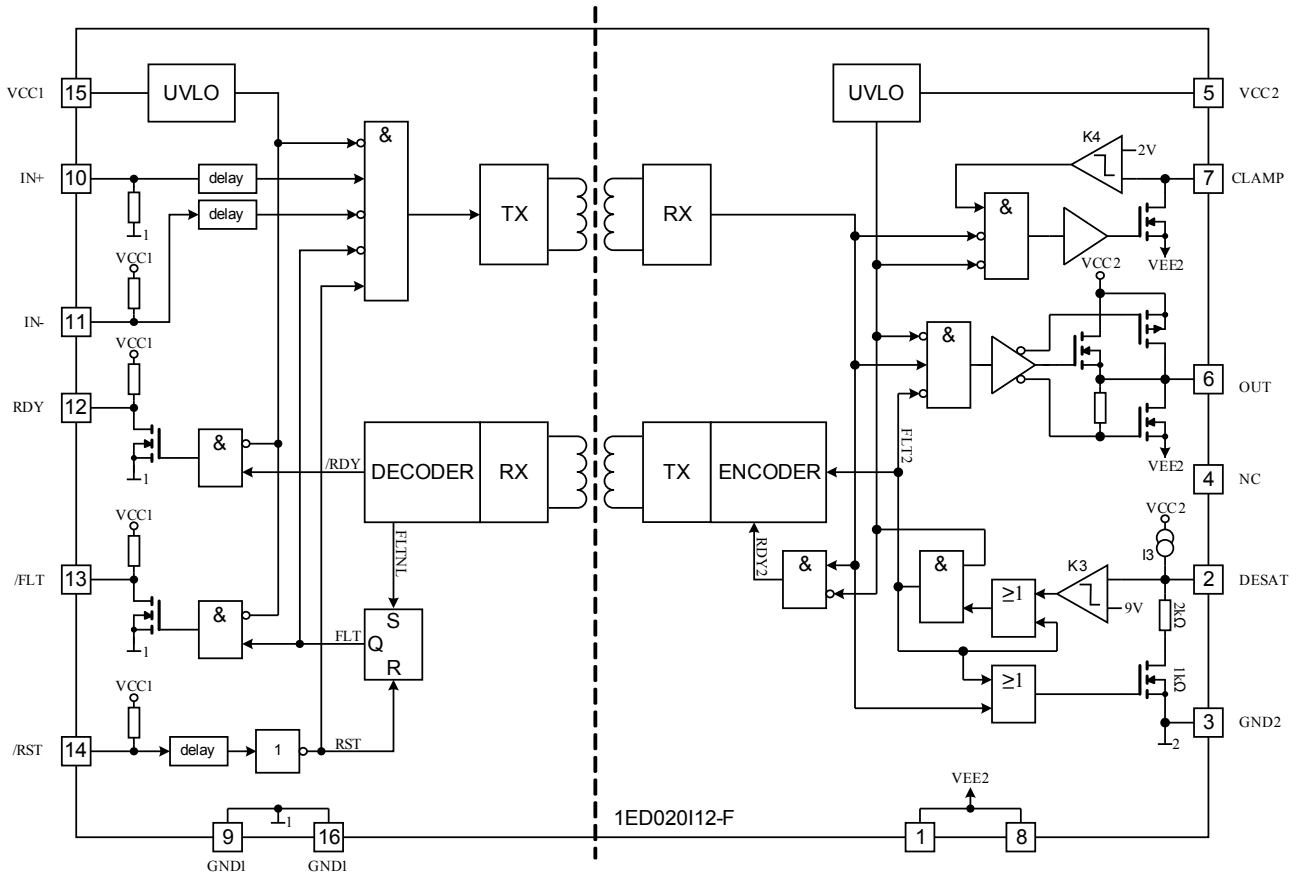 VCC1
15
UVLO
UVLO
5
VCC2
IN+
10
delay
delay
1
VCC1
IN-
11
&
TX
RX
K4
2V
7
CLAMP
&
VEE2
VCC2
VCC1
RDY
12
&
1
&
6
OUT
VEE2
/RDY
DECODER
RX
TX
ENCODER
FLT2
4
NC
VCC1
/FLT
13
&
1
FLTNL
FLT
S
Q
R
RDY2
&
&
≥1
K3
9V
VCC2
I3
2
DESAT
2kΩ
≥1
1kΩ
3
GND2
2
VCC1
/RST
14
delay
1
RST
9
1
16
GND1
GND1
1ED020I12-F
VEE2
1
8